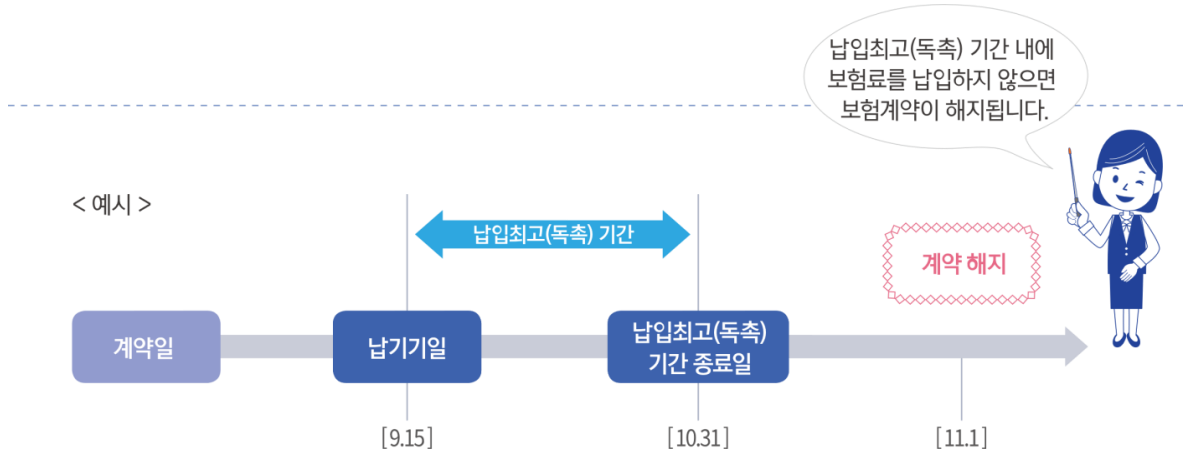 납입최고(독촉) 기간 내에
보험료를 납입하지 않으면
보험계약이 해지됩니다.
< 예시 >
납입최고(독촉) 기간
계약 해지
계약일
납기기일
납입최고(독촉)
기간 종료일
[9.15]
[10.31]
[11.1]